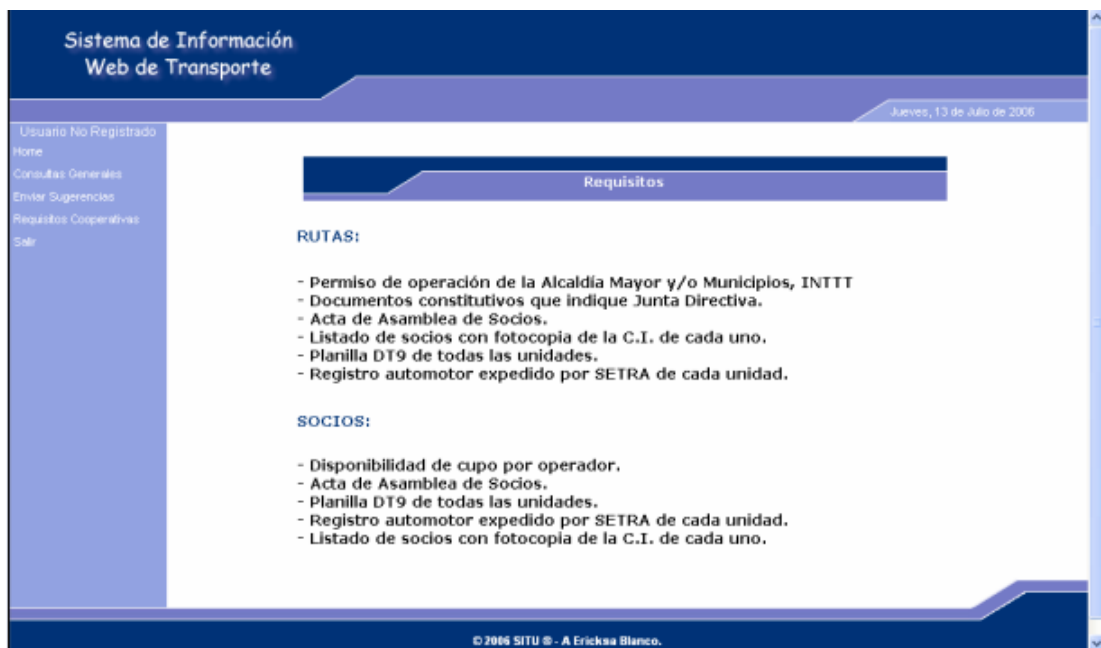 Sistema de Información
Web de Transporte
Jueves, 13 de Julio de 2006
Usuario No Registrado
Home
Consultas Generales
Enviar Sugerencias
Requisitos Cooperativas
Salir
Requisitos
RUTAS:
- Permiso de operación de la Alcaldía Mayor y/o Municipios, INTTT
- Documentos constitutivos que indique Junta Directiva.
- Acta de Asamblea de Socios.
- Listado de socios con fotocopia de la C.I. de cada uno.
- Planilla DT9 de todas las unidades.
- Registro automotor expedido por SETRA de cada unidad.
SOCIOS:
- Disponibilidad de cupo por operador.
- Acta de Asamblea de Socios.
- Planilla DT9 de todas las unidades.
- Registro automotor expedido por SETRA de cada unidad.
- Listado de socios con fotocopia de la C.I. de cada uno.
© 2006 SITU ® - A Ericksa Blanco.